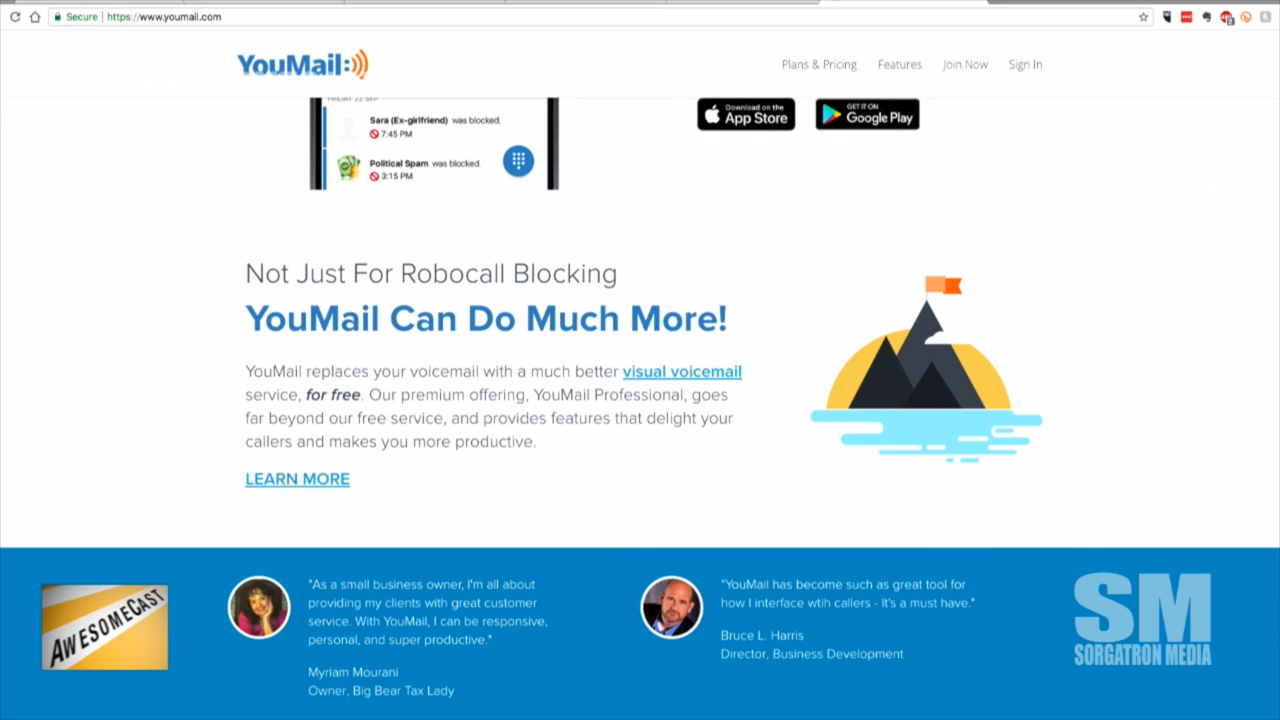 Secure | https://www.youmail.com
YouMail
Plans & Pricing
Features
Join Now
Sign In
FRIDAY 22 SEP
Sara (Ex-girlfriend) was blocked.
7:45 PM
Political Spam was blocked.
3:15 PM
Download on the
App Store
GET IT ON
Google Play
Not Just For Robocall Blocking
YouMail Can Do Much More!
YouMail replaces your voicemail with a much better visual voicemail
service, for free. Our premium offering, YouMail Professional, goes
far beyond our free service, and provides features that delight your
callers and makes you more productive.
LEARN MORE
AWESOMECAST
"As a small business owner, I'm all about
providing my clients with great customer
service. With YouMail, I can be responsive,
personal, and super productive."
Myriam Mourani
Owner, Big Bear Tax Lady
"YouMail has become such as great tool for
how I interface wtih callers - It's a must have."
Bruce L. Harris
Director, Business Development
SM
SORGATRON MEDIA